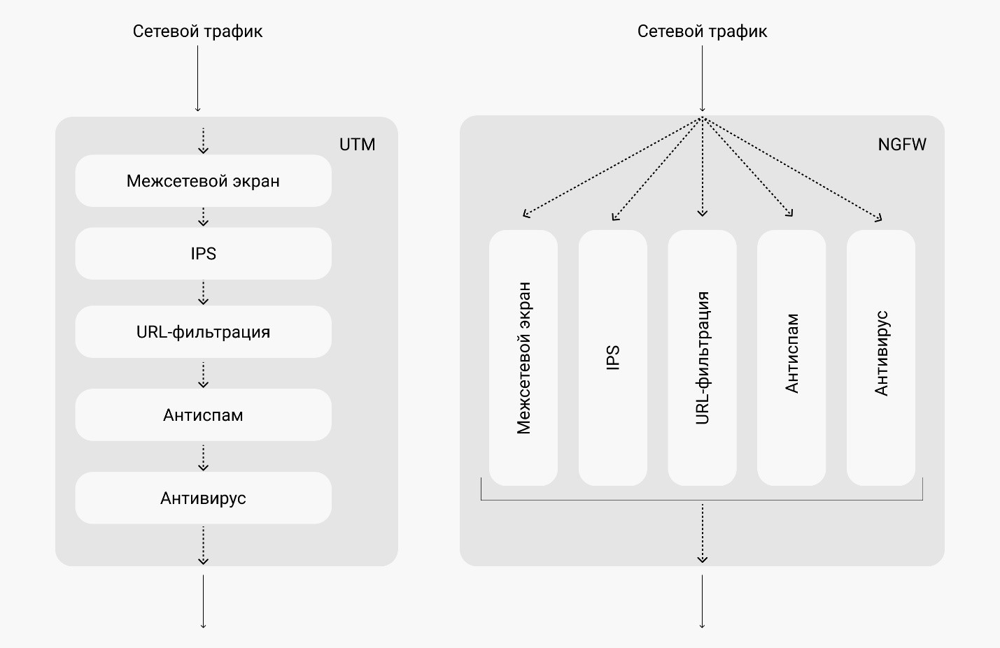 Сетевой трафик
UTM
Межсетевой экран
IPS
URL-фильтрация
Антиспам
Антивирус
Сетевой трафик
NGFW
Межсетевой экран
IPS
URL-фильтрация
Антиспам
Антивирус